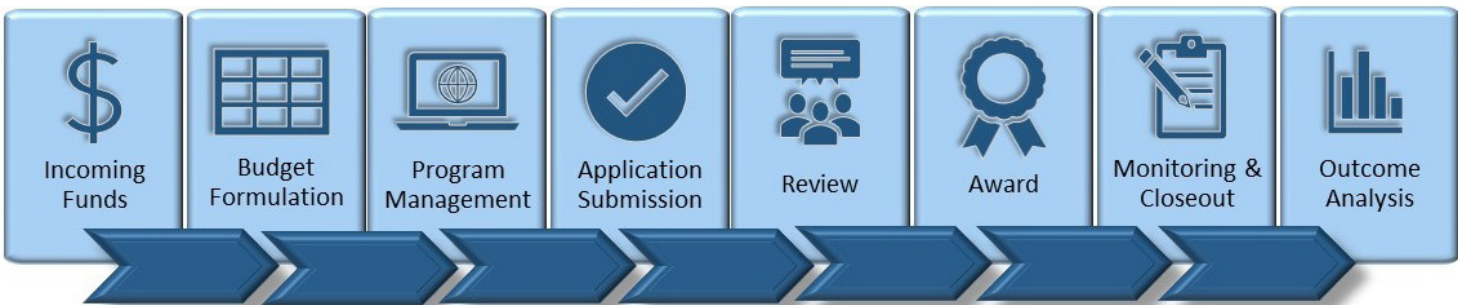 Incoming
Funds
Budget
Formulation
Program
Management
Application
Submission
Review
Award
Monitoring &
Closeout
Outcome
Analysis